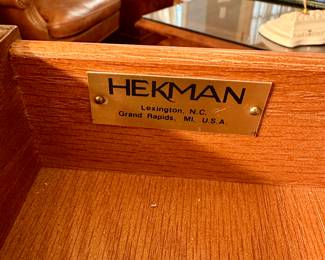 HEKMAN
Lexington, N.C.
Grand Rapids, MI. U.S.A.